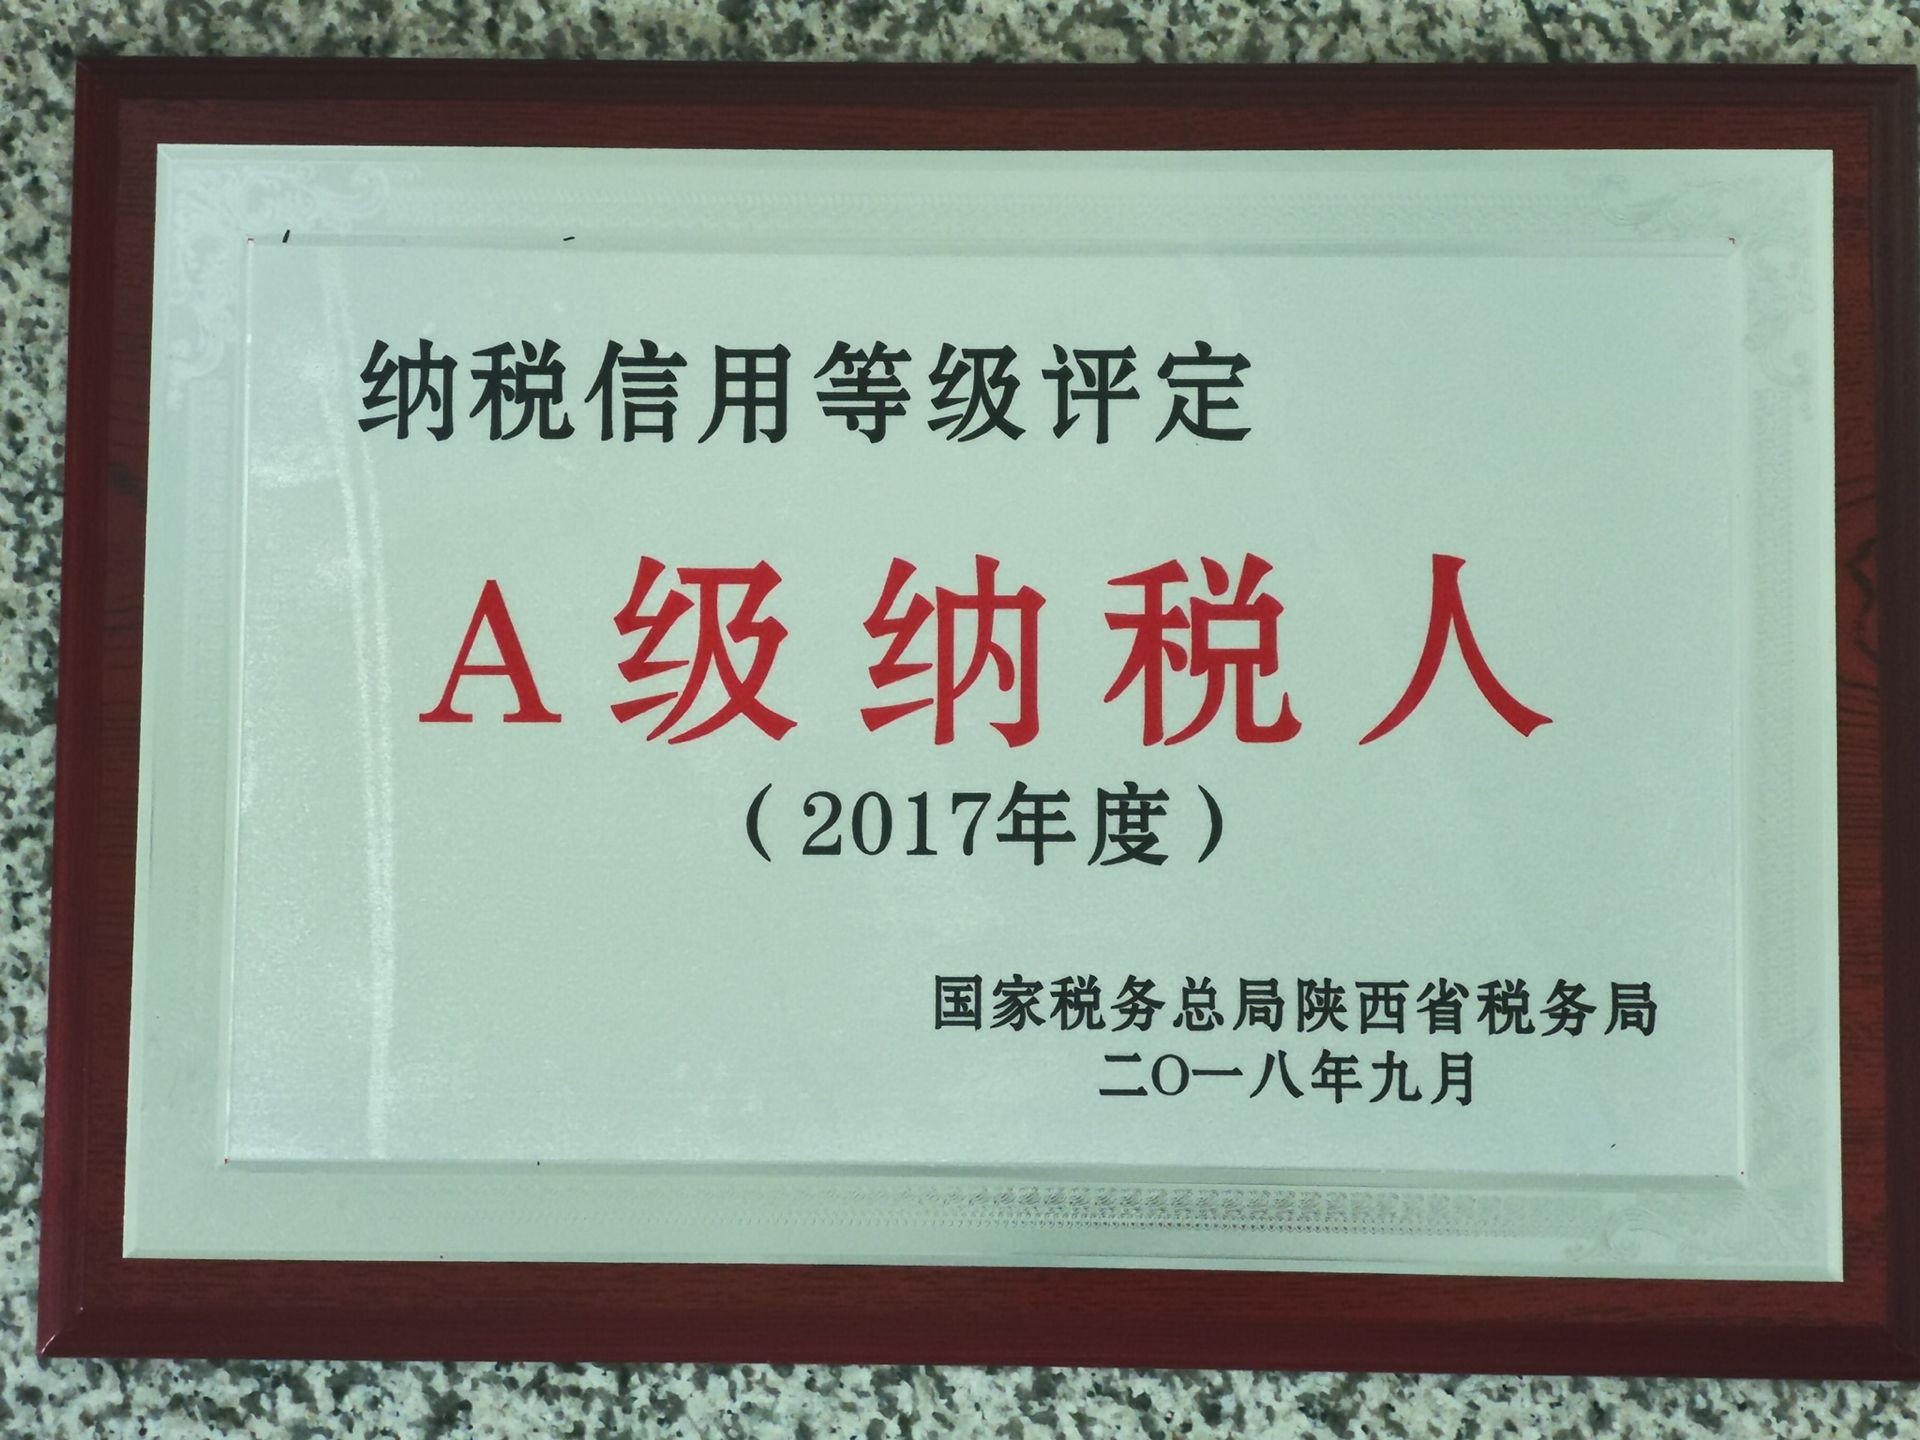 纳税信用等级评定
A级纳税人
（2017年度）
国家税务总局陕西省税务局
二O一八年九月